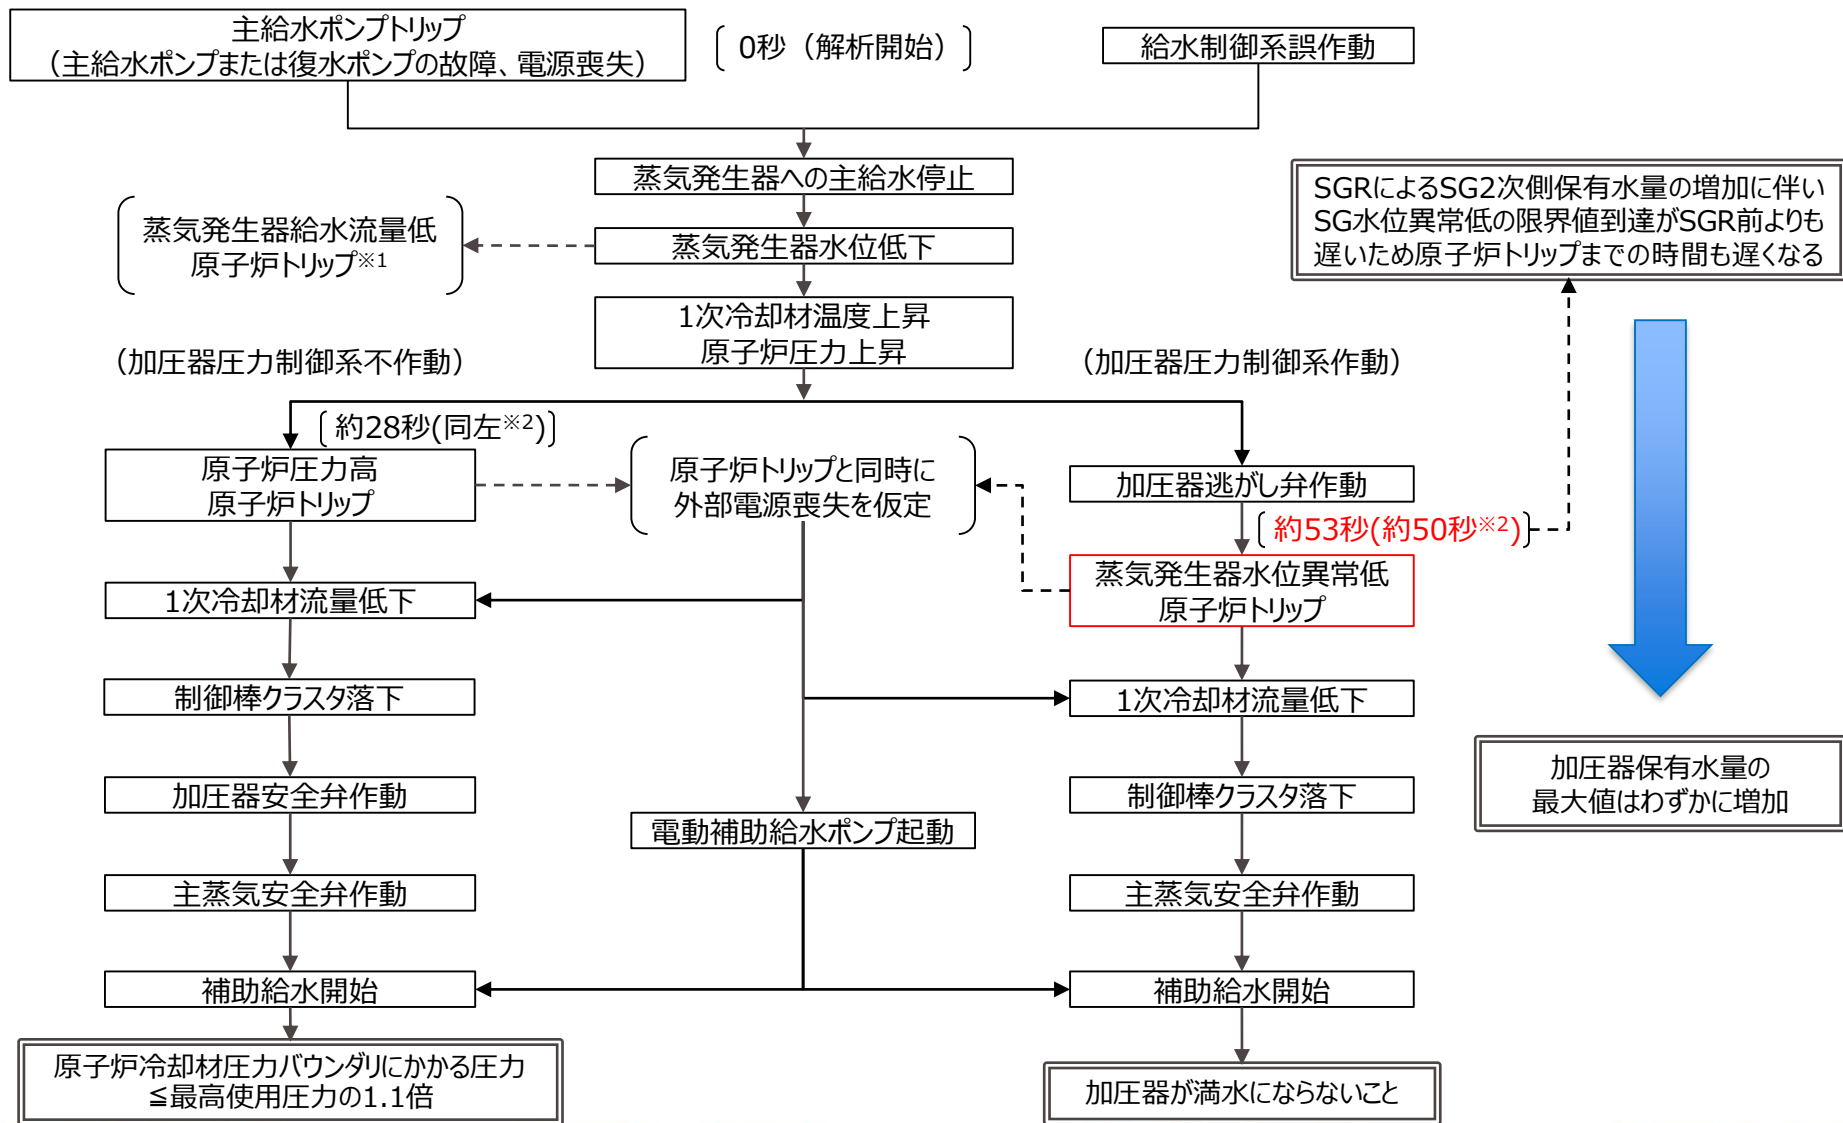 主給水ポンプトリップ
（主給水ポンプまたは復水ポンプの故障、電源喪失）
0秒（解析開始）
給水制御系誤作動
蒸気発生器への主給水停止
蒸気発生器給水流量低
原子炉トリップ※1
蒸気発生器水位低下
SGRによるSG2次側保有水量の増加に伴い
SG水位異常低の限界値到達がSGR前よりも
遅いため原子炉トリップまでの時間も遅くなる
1次冷却材温度上昇
原子炉圧力上昇
（加圧器圧力制御系不作動）
（加圧器圧力制御系作動）
約28秒(同左※2)
原子炉圧力高
原子炉トリップ
原子炉トリップと同時に
外部電源喪失を仮定
加圧器逃がし弁作動
約53秒(約50秒※2)
蒸気発生器水位異常低
原子炉トリップ
1次冷却材流量低下
制御棒クラスタ落下
1次冷却材流量低下
加圧器安全弁作動
電動補助給水ポンプ起動
制御棒クラスタ落下
加圧器保有水量の
最大値はわずかに増加
主蒸気安全弁作動
主蒸気安全弁作動
補助給水開始
補助給水開始
原子炉冷却材圧力バウンダリにかかる圧力
≦最高使用圧力の1.1倍
加圧器が満水にならないこと